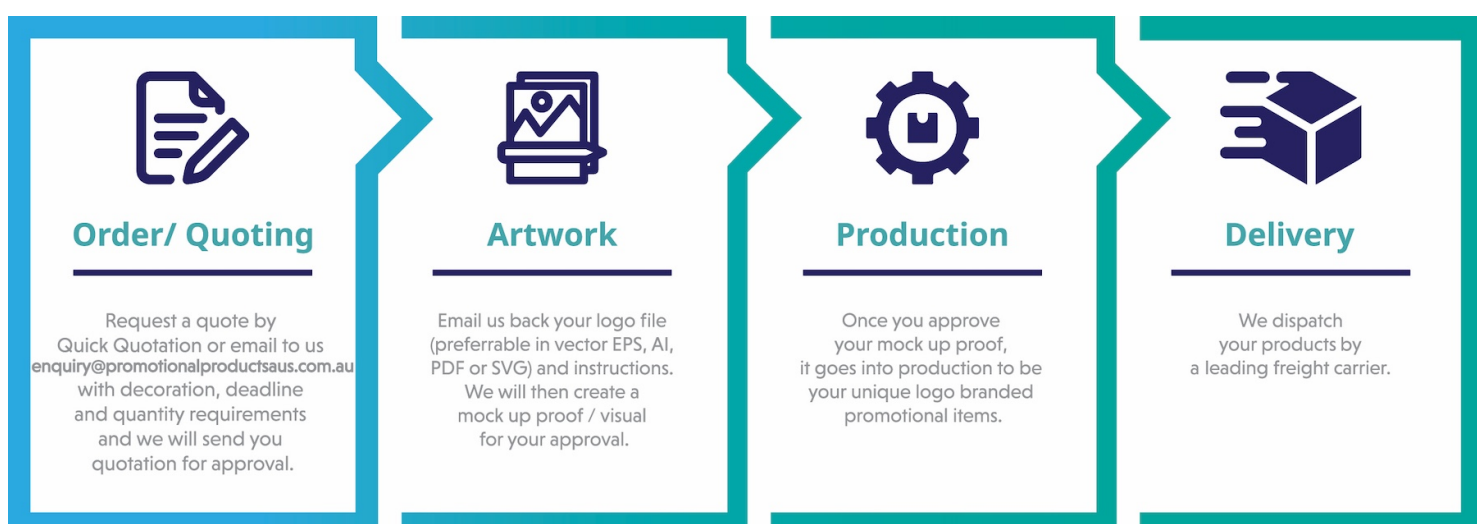 Order/ Quoting
Request a quote by
Quick Quotation or email to us
enquiry@promotionalproductsaus.com.au
with decoration, deadline
and quantity requirements
and we will send you
quotation for approval.
Artwork
Email us back your logo file
(preferrable in vector EPS, AI,
PDF or SVG) and instructions.
We will then create a
mock up proof / visual
for your approval.
Production
Once you approve
your mock up proof,
it goes into production to be
your unique logo branded
promotional items.
Delivery
We dispatch
your products by
a leading freight carrier.